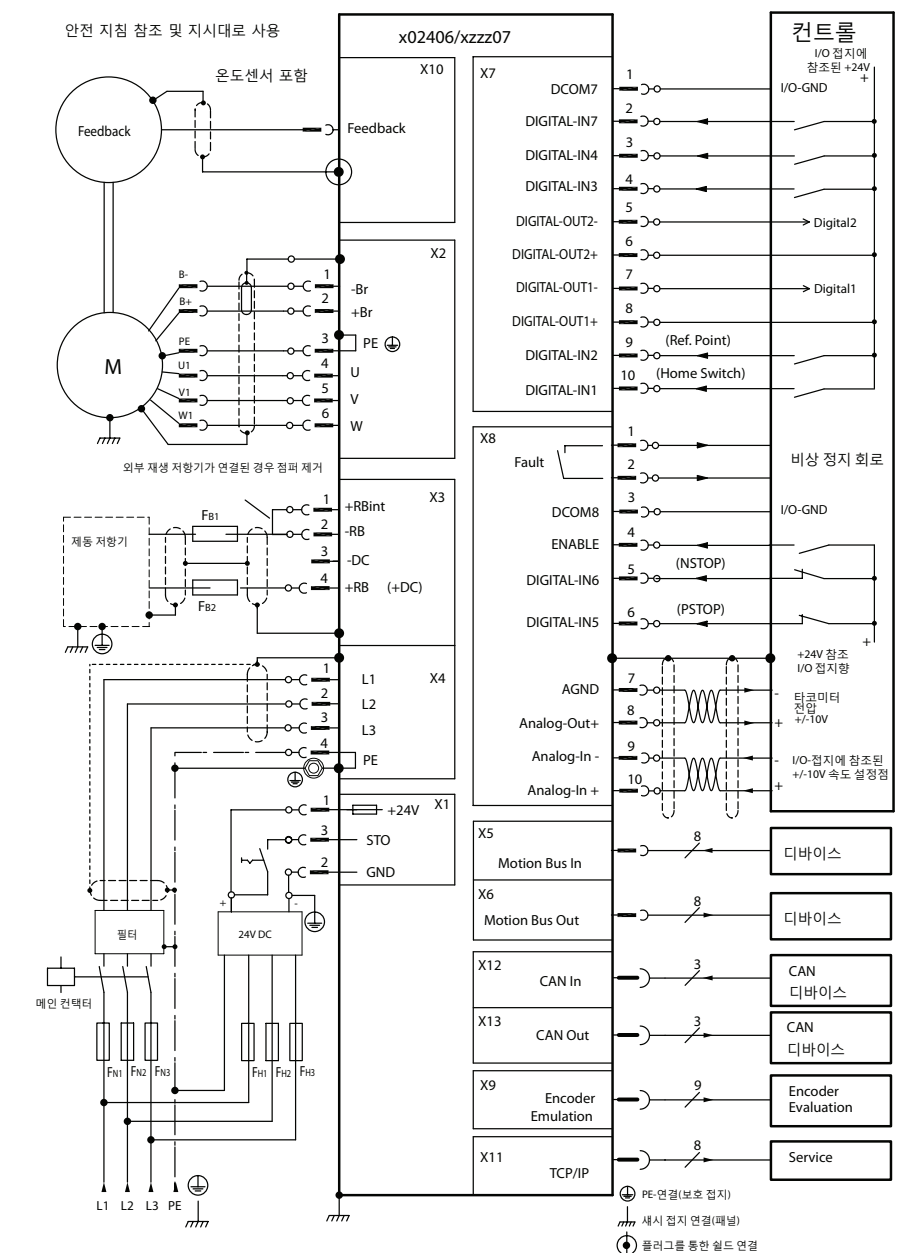 안전 지침 참조 및 지시대로 사용
x02406/xzzz07
컨트롤
I/O 접지에
참조된 +24V
+
온도센서 포함
X10
Feedback
Feedback
X7
1
DCOM7
I/O-GND
2
DIGITAL-IN7
3
DIGITAL-IN4
4
DIGITAL-IN3
5
DIGITAL-OUT2-
Digital2
6
DIGITAL-OUT2+
7
DIGITAL-OUT1-
Digital1
8
DIGITAL-OUT1+
9
(Ref. Point)
DIGITAL-IN2
10
(Home Switch)
DIGITAL-IN1
X2
B-
1
-Br
B+
2
+Br
PE
3
PE
M
U1
4
U
V1
5
V
W1
6
W
외부 재생 저항기가 연결된 경우 점퍼 제거
X8
1
Fault
2
비상 정지 회로
3
DCOM8
I/O-GND
4
ENABLE
5
(NSTOP)
DIGITAL-IN6
6
(PSTOP)
DIGITAL-IN5
+
+24V 참조
I/O 접지향
7
AGND
-
타코미터
전압
+/-10V
8
Analog-Out+
+
9
Analog-In -
-
I/O-접지에 참조된
+/-10V 속도 설정점
10
Analog-In +
+
X3
제동 저항기
FB1
1
+RBint
2
-RB
3
-DC
FB2
4
+RB (+DC)
X4
1
L1
2
L2
3
L3
4
PE
X1
1
+24V
3
STO
2
GND
+
-
필터
24V DC
메인 컨택터
FN1 FN2 FN3
FH1 FH2 FH3
L1 L2 L3 PE
X5
Motion Bus In
8
디바이스
X6
Motion Bus Out
8
디바이스
X12
CAN In
3
CAN
디바이스
X13
CAN Out
3
CAN
디바이스
X9
Encoder
Emulation
9
Encoder
Evaluation
X11
TCP/IP
8
Service
PE-연결(보호 접지)
섀시 접지 연결(패널)
플러그를 통한 쉴드 연결